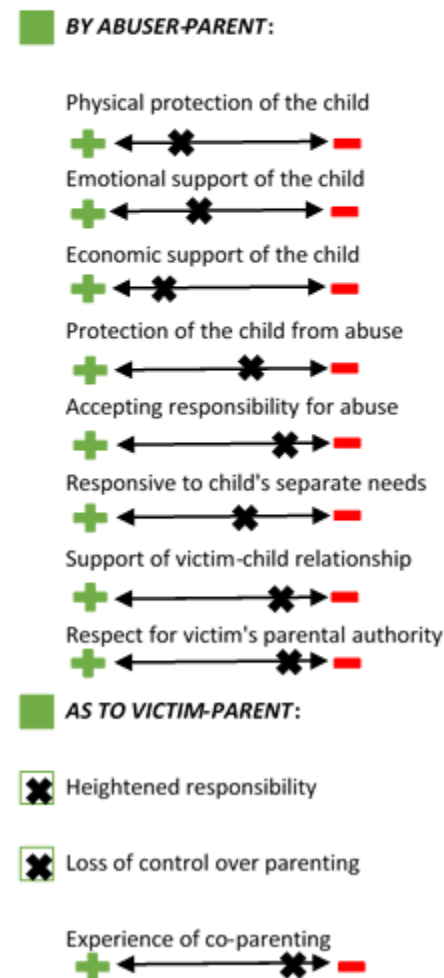 BY ABUSER-PARENT:
Physical protection of the child
Emotional support of the child
Economic support of the child
Protection of the child from abuse
Accepting responsibility for abuse
Responsive to child's separate needs
Support of victim-child relationship
Respect for victim's parental authority
AS TO VICTIM-PARENT:
Heightened responsibility
Loss of control over parenting
Experience of co-parenting